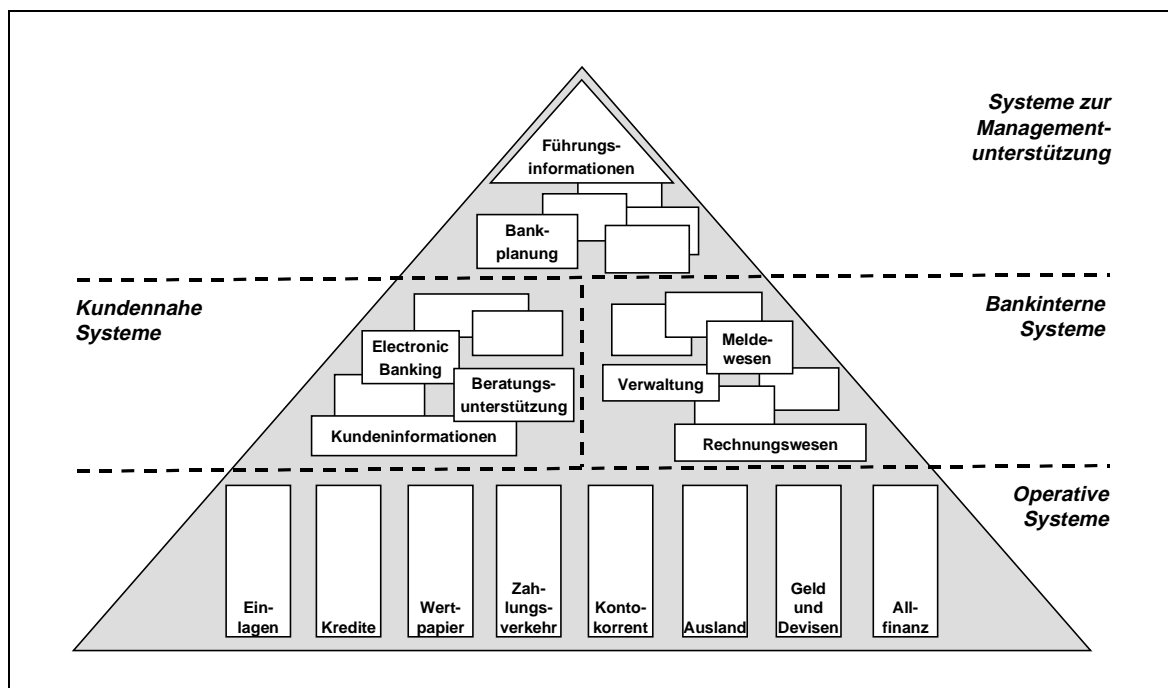 Systeme zur
Management-
unterstützung
Führungs-
informationen
Bank-
planung
Kundennahe
Systeme
Electronic
Banking
Beratungs-
unterstützung
Kundeninformationen
Bankinterne
Systeme
Melde-
wesen
Verwaltung
Rechnungswesen
Operative
Systeme
Ein-
lagen
Kredite
Wert-
papier
Zah-
lungs-
verkehr
Konto-
korrent
Ausland
Geld
und
Devisen
All-
finanz